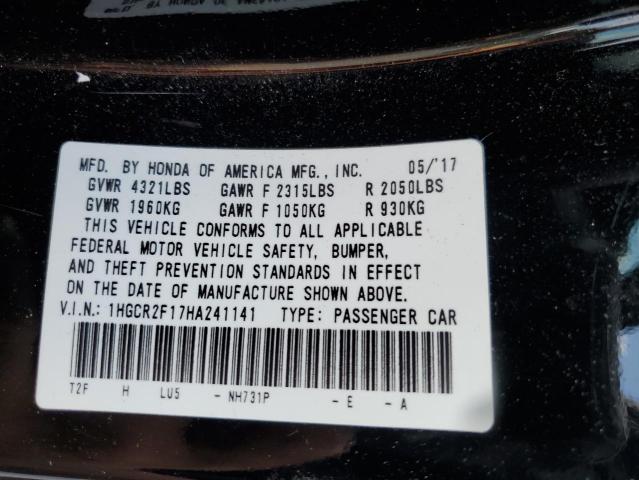 MFD. BY HONDA OF AMERICA MFG., INC. 05/'17
GVWR 4321LBS GAWR F 2315LBS R 2050LBS
GVWR 1960KG GAWR F 1050KG R 930KG
THIS VEHICLE CONFORMS TO ALL APPLICABLE
FEDERAL MOTOR VEHICLE SAFETY, BUMPER,
AND THEFT PREVENTION STANDARDS IN EFFECT
ON THE DATE OF MANUFACTURE SHOWN ABOVE.
V.I.N.: 1HGCR2F17HA241141 TYPE: PASSENGER CAR
T2F H LU5 - NH731P - E - A